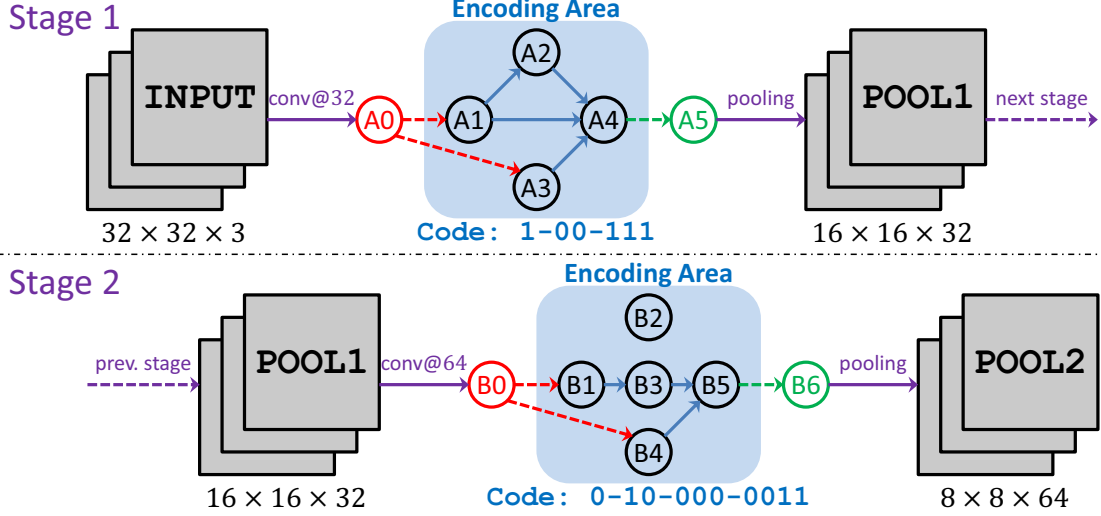 Stage 1
Encoding Area
INPUT
conv@32
A0
A1
A2
A3
A4
A5
pooling
POOL1
next stage
32 × 32 × 3
Code: 1-00-111
16 × 16 × 32
Stage 2
Encoding Area
prev. stage
POOL1
conv@64
B0
B1
B2
B3
B4
B5
B6
pooling
POOL2
16 × 16 × 32
Code: 0-10-000-0011
8 × 8 × 64